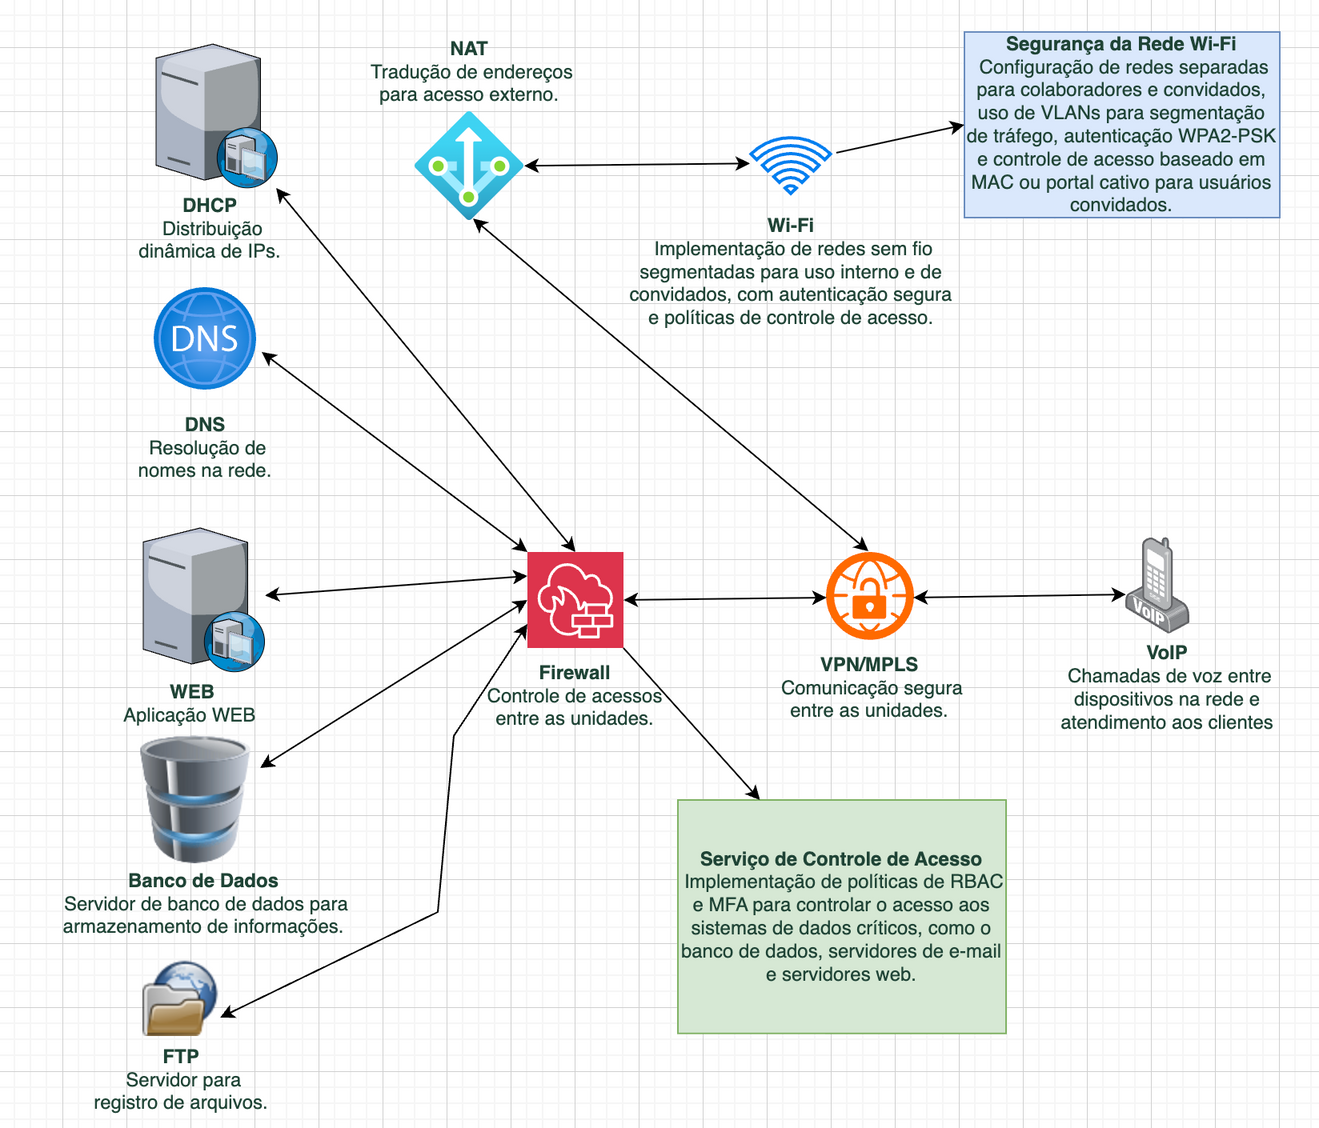 NAT
Tradução de endereços
para acesso externo.
Segurança da Rede Wi-Fi
Configuração de redes separadas
para colaboradores e convidados,
uso de VLANs para segmentação
de tráfego, autenticação WPA2-PSK
e controle de acesso baseado em
MAC ou portal cativo para usuários
convidados.
DHCP
Distribuição
dinâmica de IPs.
Wi-Fi
Implementação de redes sem fio
segmentadas para uso interno e de
convidados, com autenticação segura
e políticas de controle de acesso.
DNS
DNS
Resolução de
nomes na rede.
WEB
Aplicação WEB
Firewall
Controle de acessos
entre as unidades.
VPN/MPLS
Comunicação segura
entre as unidades.
VoIP
VoIP
Chamadas de voz entre
dispositivos na rede e
atendimento aos clientes
Banco de Dados
Servidor de banco de dados para
armazenamento de informações.
Serviço de Controle de Acesso
Implementação de políticas de RBAC
e MFA para controlar o acesso aos
sistemas de dados críticos, como o
banco de dados, servidores de e-mail
e servidores web.
FTP
Servidor para
registro de arquivos.